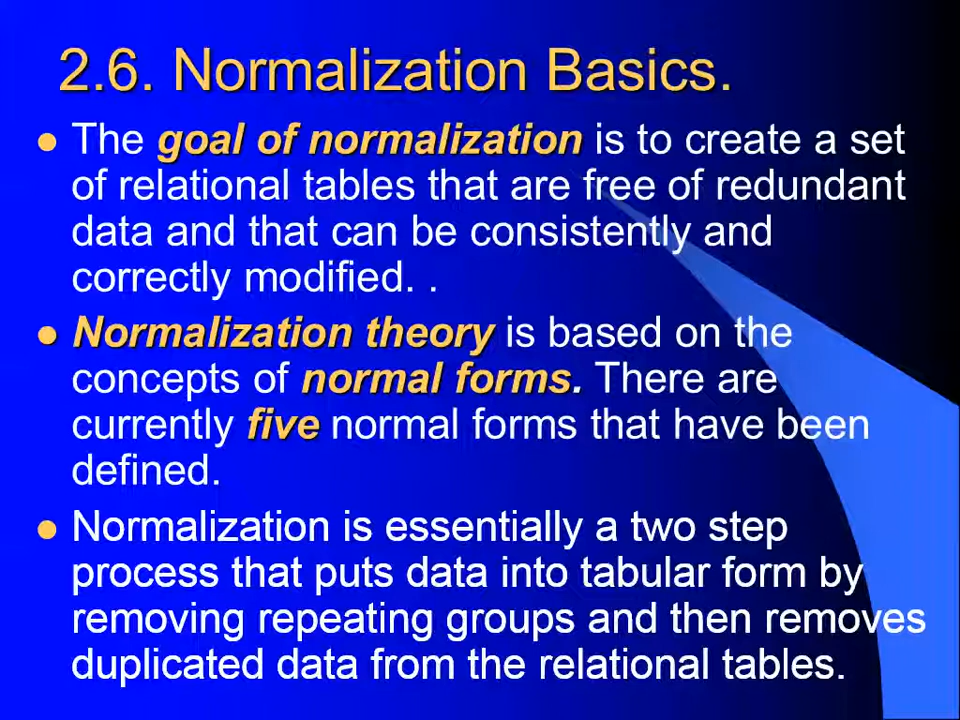 2.6. Normalization Basics.
The goal of normalization is to create a set
of relational tables that are free of redundant
data and that can be consistently and
correctly modified. .
Normalization theory is based on the
concepts of normal forms. There are
currently five normal forms that have been
defined.
Normalization is essentially a two step
process that puts data into tabular form by
removing repeating groups and then removes
duplicated data from the relational tables.